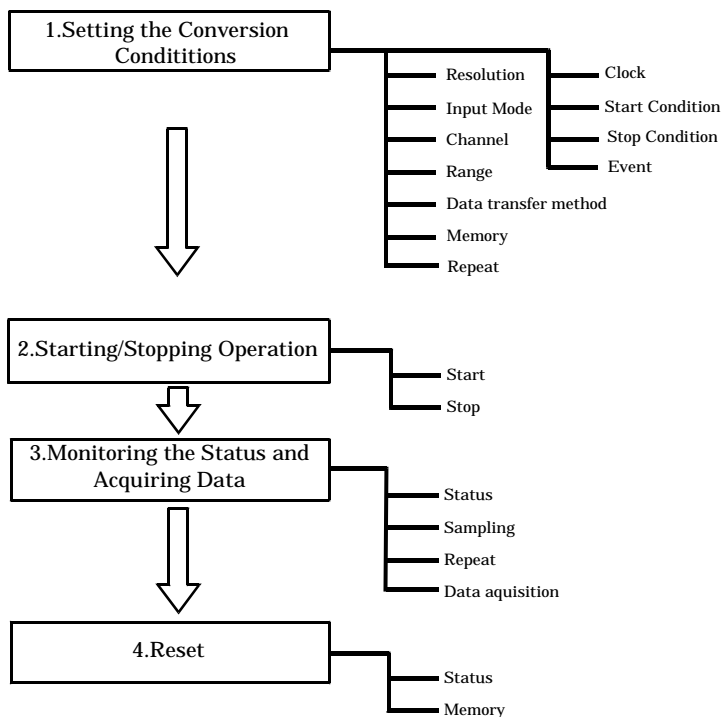 1.Setting the Conversion
Condititions
Resolution
Input Mode
Channel
Range
Data transfer method
Memory
Repeat
Clock
Start Condition
Stop Condition
Event
2.Starting/Stopping Operation
Start
Stop
3.Monitoring the Status and
Acquiring Data
Status
Sampling
Repeat
Data aquisition
4.Reset
Status
Memory